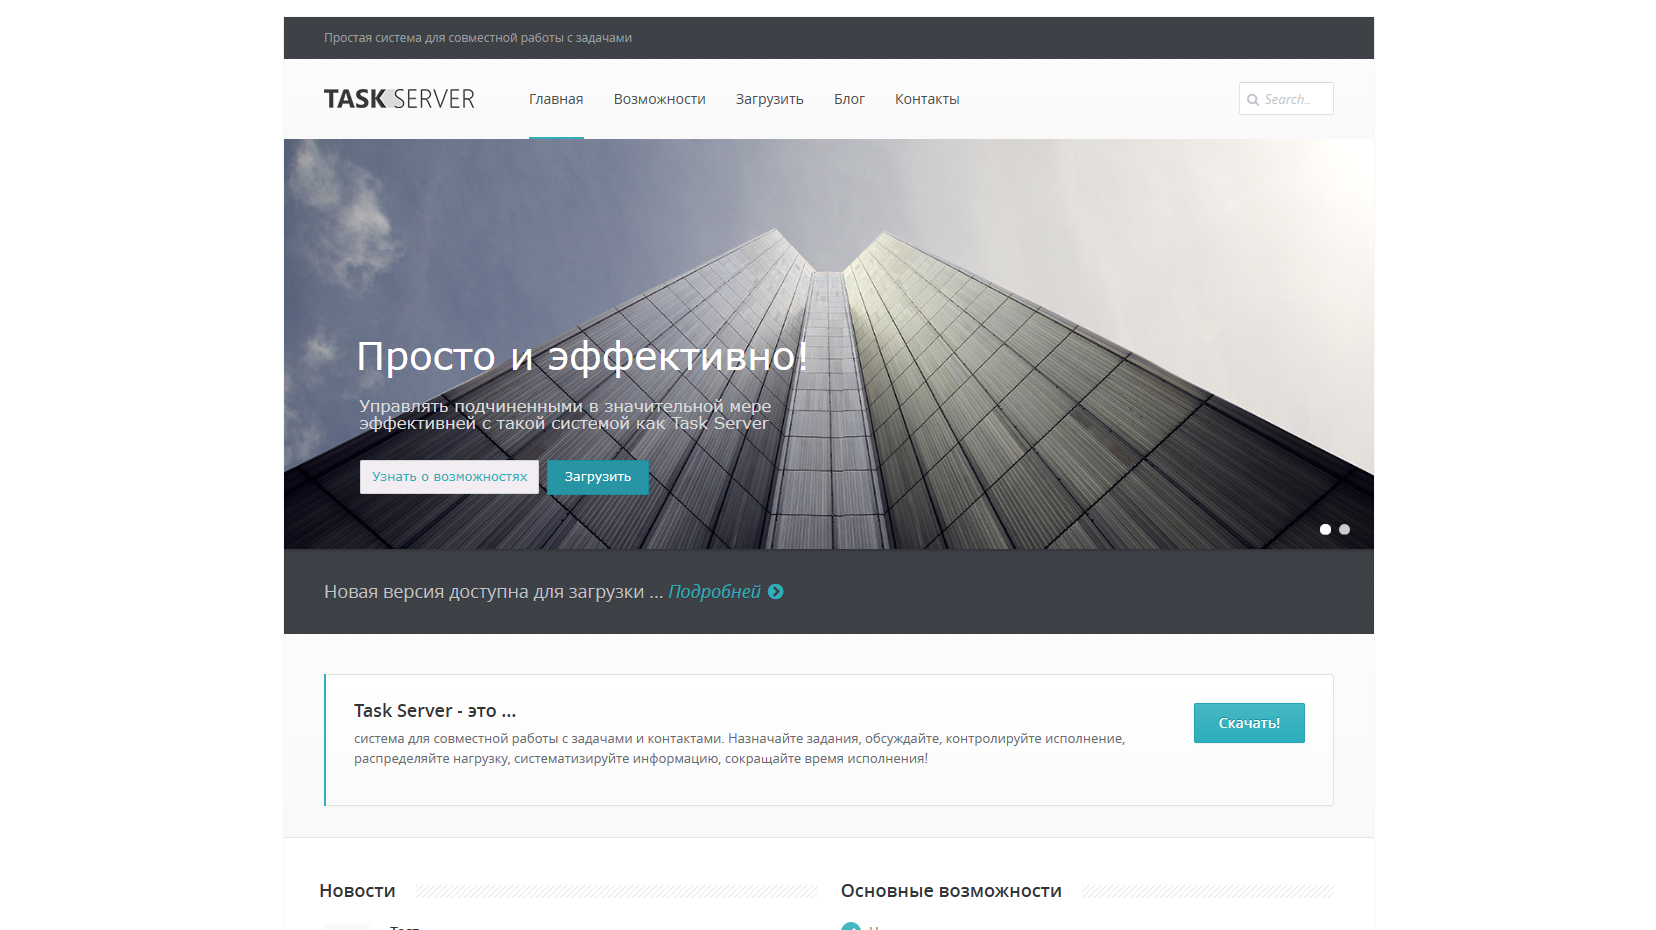 Простая система для совместной работы с задачами
TASK SERVER
Главная
Возможности
Загрузить
Блог
Контакты
Search..
Просто и эффективно!
Управлять подчиненными в значительной мере
эффективней с такой системой как Task Server
Узнать о возможностях
Загрузить
Новая версия доступна для загрузки ... Подробней
Task Server - это ...
Скачать!
система для совместной работы с задачами и контактами. Назначайте задания, обсуждайте, контролируйте исполнение,
распределяйте нагрузку, систематизируйте информацию, сокращайте время исполнения!
Новости
Основные возможности